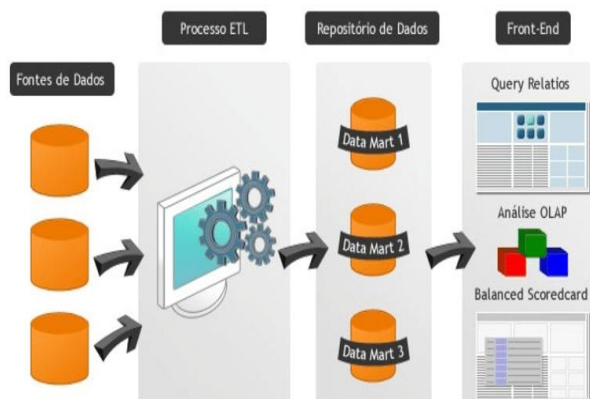 Fontes de Dados
Processo ETL
Repositório de Dados
Data Mart 1
Data Mart 2
Data Mart 3
Front-End
Query Relatios
Análise OLAP
Balanced Scoredcard